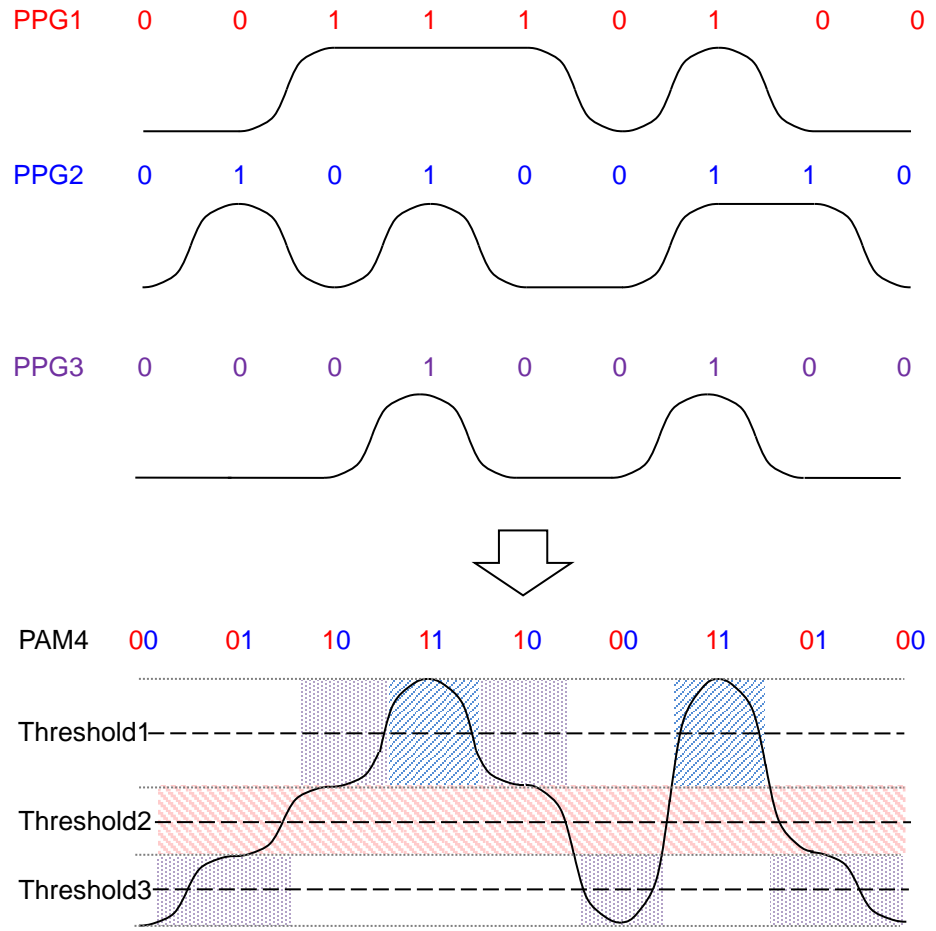 PPG1 0 0 1 1 1 0 1 0 0
PPG2 0 1 0 1 0 0 1 1 0
PPG3 0 0 0 1 0 0 1 0 0
PAM4 00 01 10 11 10 00 11 01 00
Threshold1
Threshold2
Threshold3